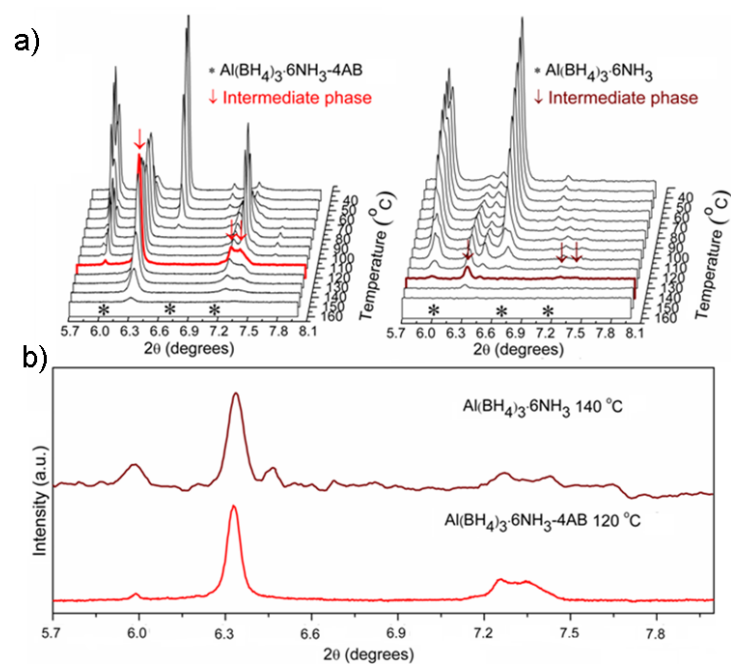 a)
* Al(BH4)3·6NH3-4AB
↓ Intermediate phase
* Al(BH4)3·6NH3
↓ Intermediate phase
40
50
60
70
80
90
100
110
120
130
140
150
160
Temperature (°C)
40
50
60
70
80
90
100
110
120
130
140
150
160
Temperature (°C)
* * *
* * *
5.7 6.0 6.3 6.6 6.9 7.2 7.5 7.8 8.1
2θ (degrees)
5.7 6.0 6.3 6.6 6.9 7.2 7.5 7.8 8.1
2θ (degrees)
b)
Intensity (a.u.)
Al(BH4)3·6NH3 140 °C
Al(BH4)3·6NH3-4AB 120 °C
5.7 6.0 6.3 6.6 6.9 7.2 7.5 7.8
2θ (degrees)